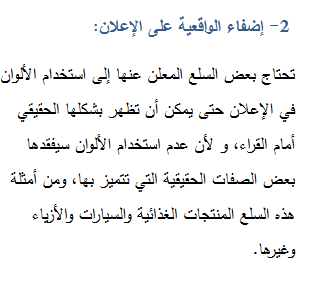 2- إضفاء الواقعية على الإعلان:
تحتاج بعض السلع المعلن عنها إلى استخدام الألوان
في الإعلان حتى يمكن أن تظهر بشكلها الحقيقي
أمام القراء، و لأن عدم استخدام الألوان سيفقدها
بعض الصفات الحقيقية التي تتميز بها، ومن أمثلة
هذه السلع المنتجات الغذائية والسيارات والأزياء
وغيرها.